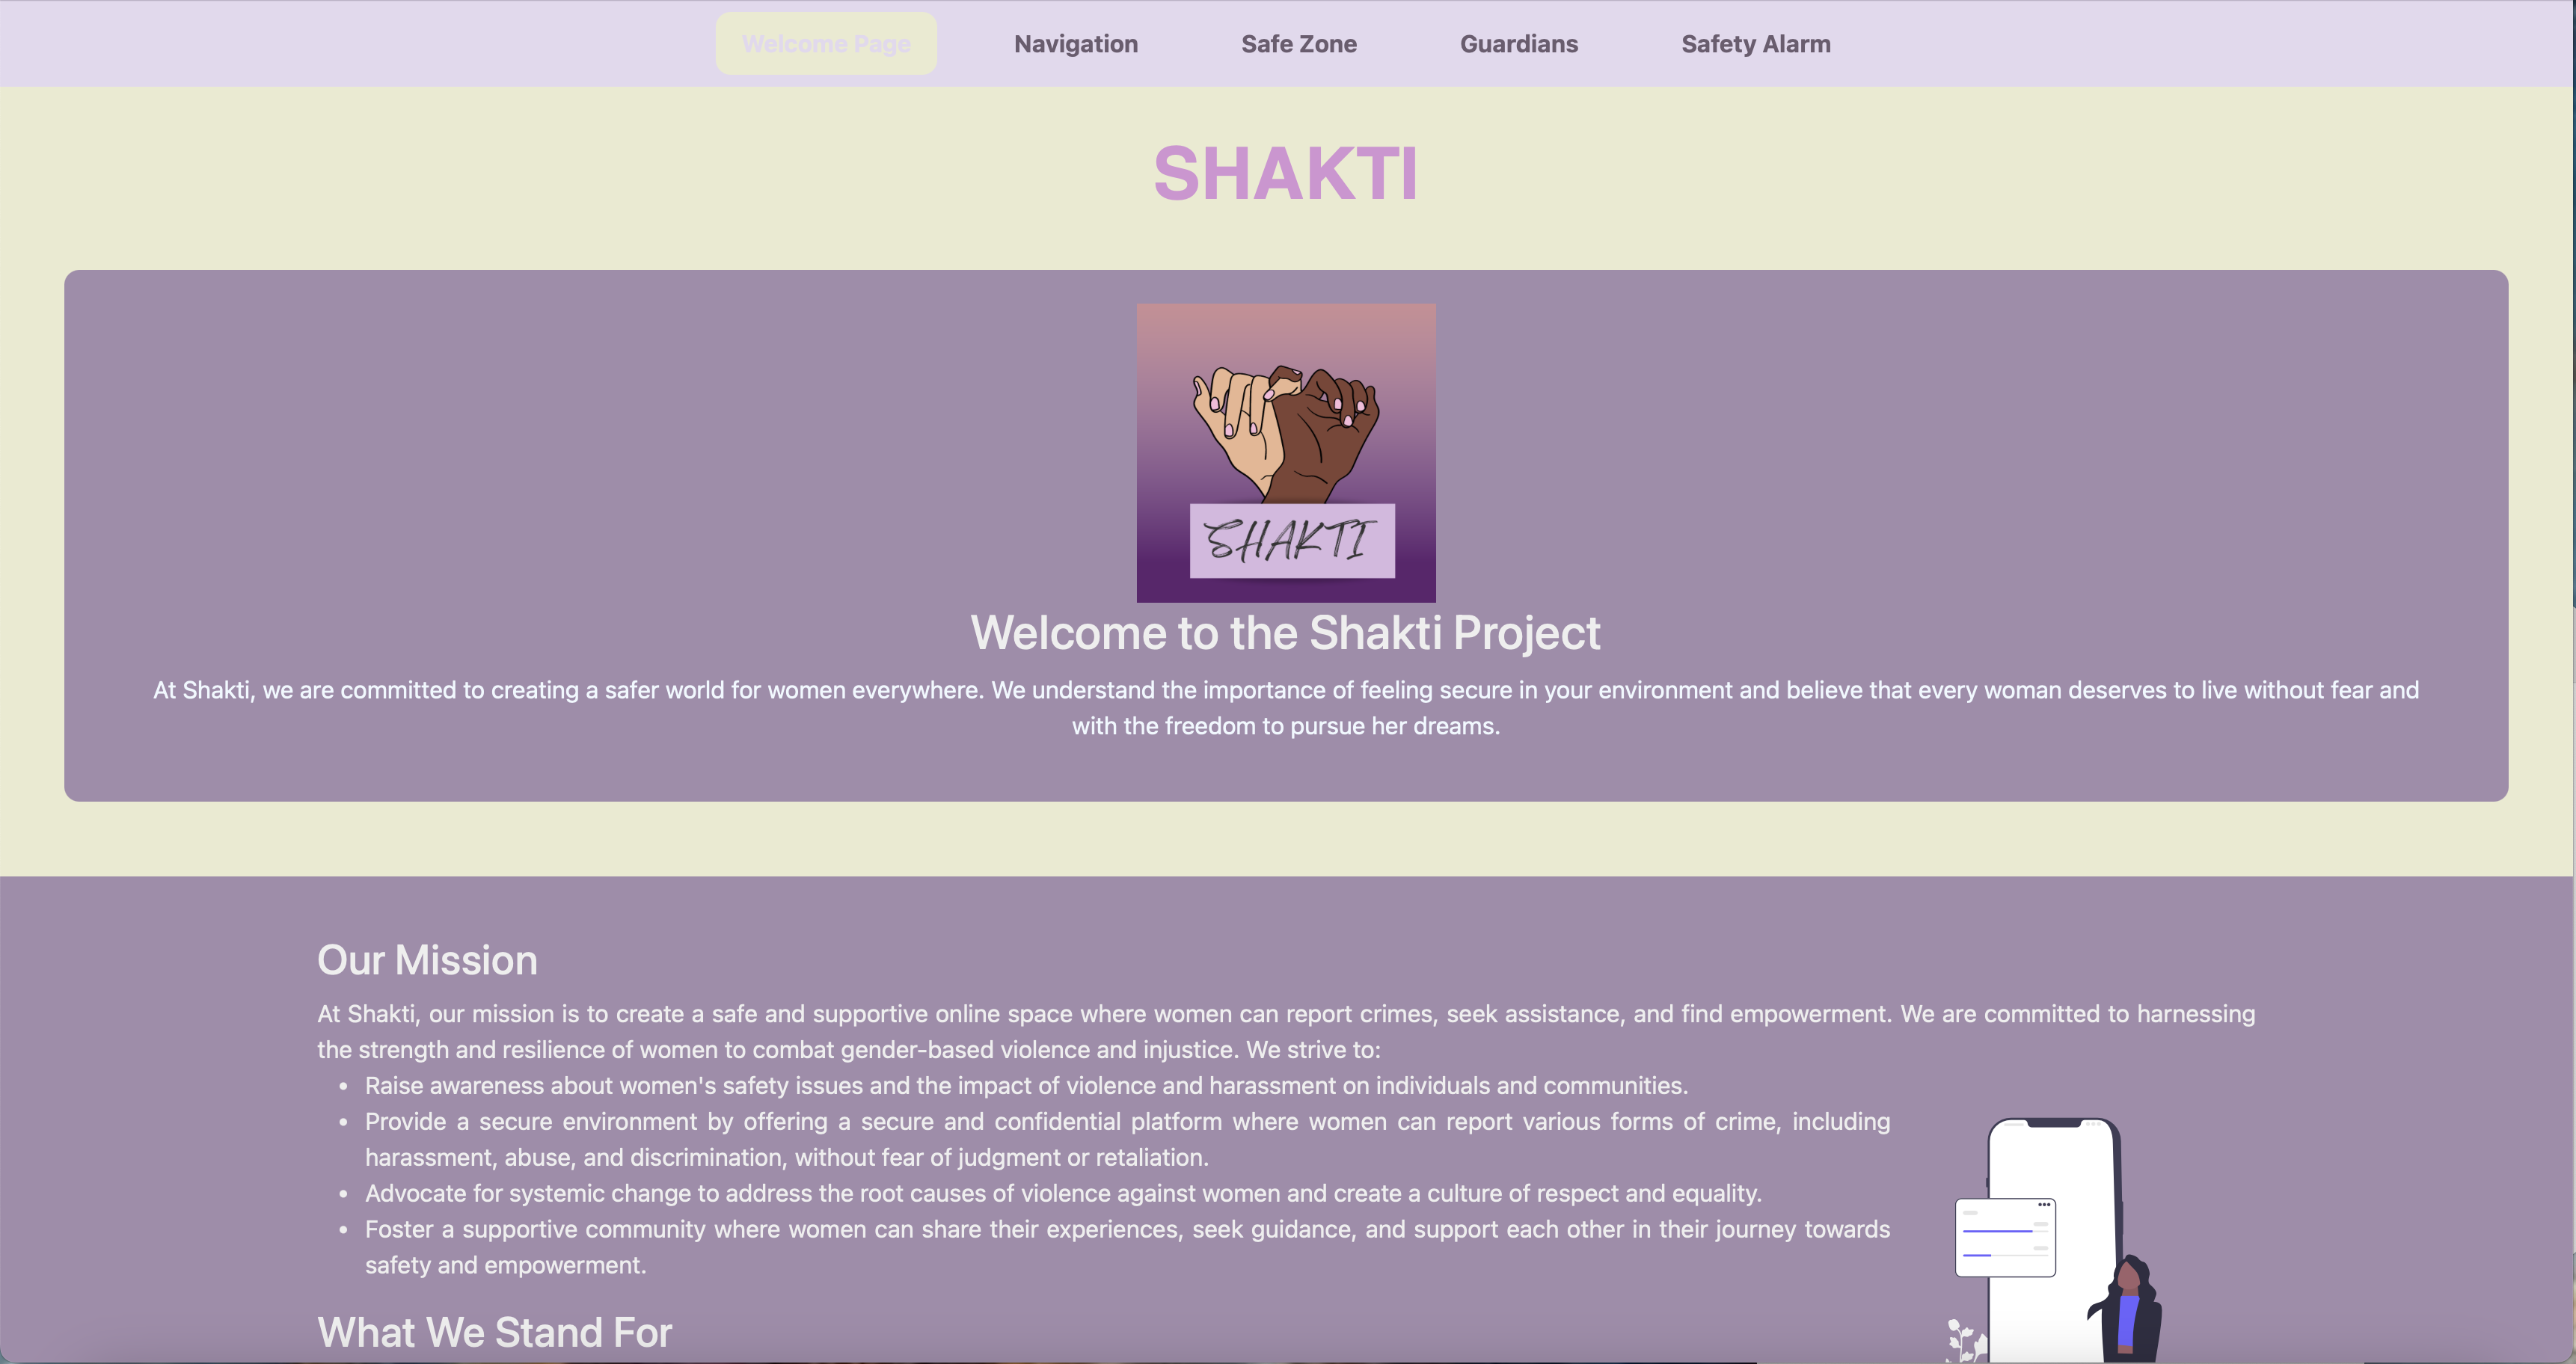 Welcome Page
Navigation
Safe Zone
Guardians
Safety Alarm
SHAKTI
SHAKTI
Welcome to the Shakti Project
At Shakti, we are committed to creating a safer world for women everywhere. We understand the importance of feeling secure in your environment and believe that every woman deserves to live without fear and
with the freedom to pursue her dreams.
Our Mission
At Shakti, our mission is to create a safe and supportive online space where women can report crimes, seek assistance, and find empowerment. We are committed to harnessing
the strength and resilience of women to combat gender-based violence and injustice. We strive to:
• Raise awareness about women's safety issues and the impact of violence and harassment on individuals and communities.
• Provide a secure environment by offering a secure and confidential platform where women can report various forms of crime, including
harassment, abuse, and discrimination, without fear of judgment or retaliation.
• Advocate for systemic change to address the root causes of violence against women and create a culture of respect and equality.
• Foster a supportive community where women can share their experiences, seek guidance, and support each other in their journey towards
safety and empowerment.
What We Stand For